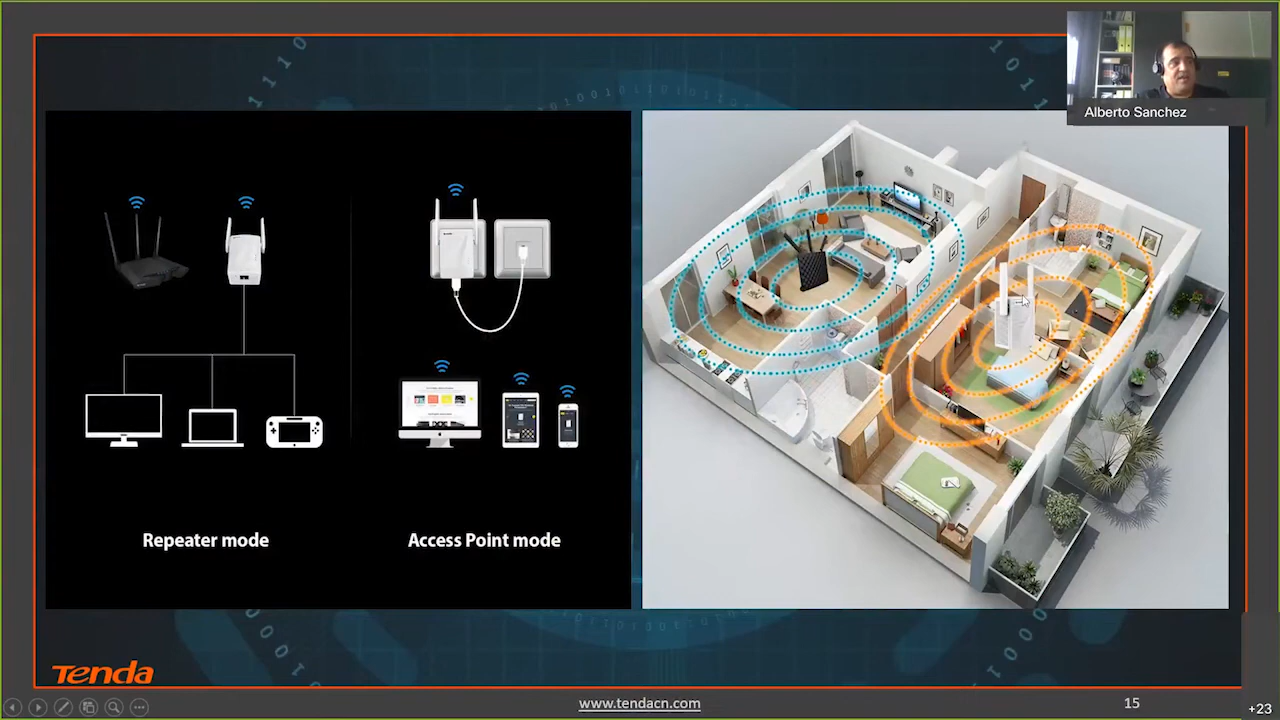 Alberto Sanchez
Repeater mode
Access Point mode
Tenda
www.tendacn.com
15
+23